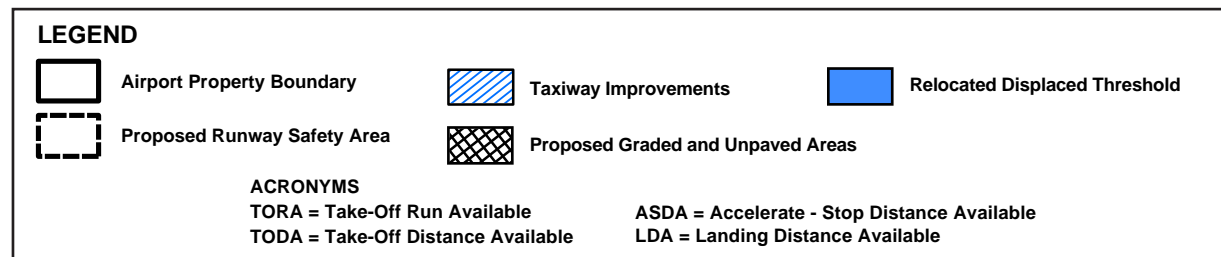 LEGEND
Airport Property Boundary
Taxiway Improvements
Relocated Displaced Threshold
Proposed Runway Safety Area
Proposed Graded and Unpaved Areas
ACRONYMS
TORA = Take-Off Run Available
ASDA = Accelerate - Stop Distance Available
TODA = Take-Off Distance Available
LDA = Landing Distance Available